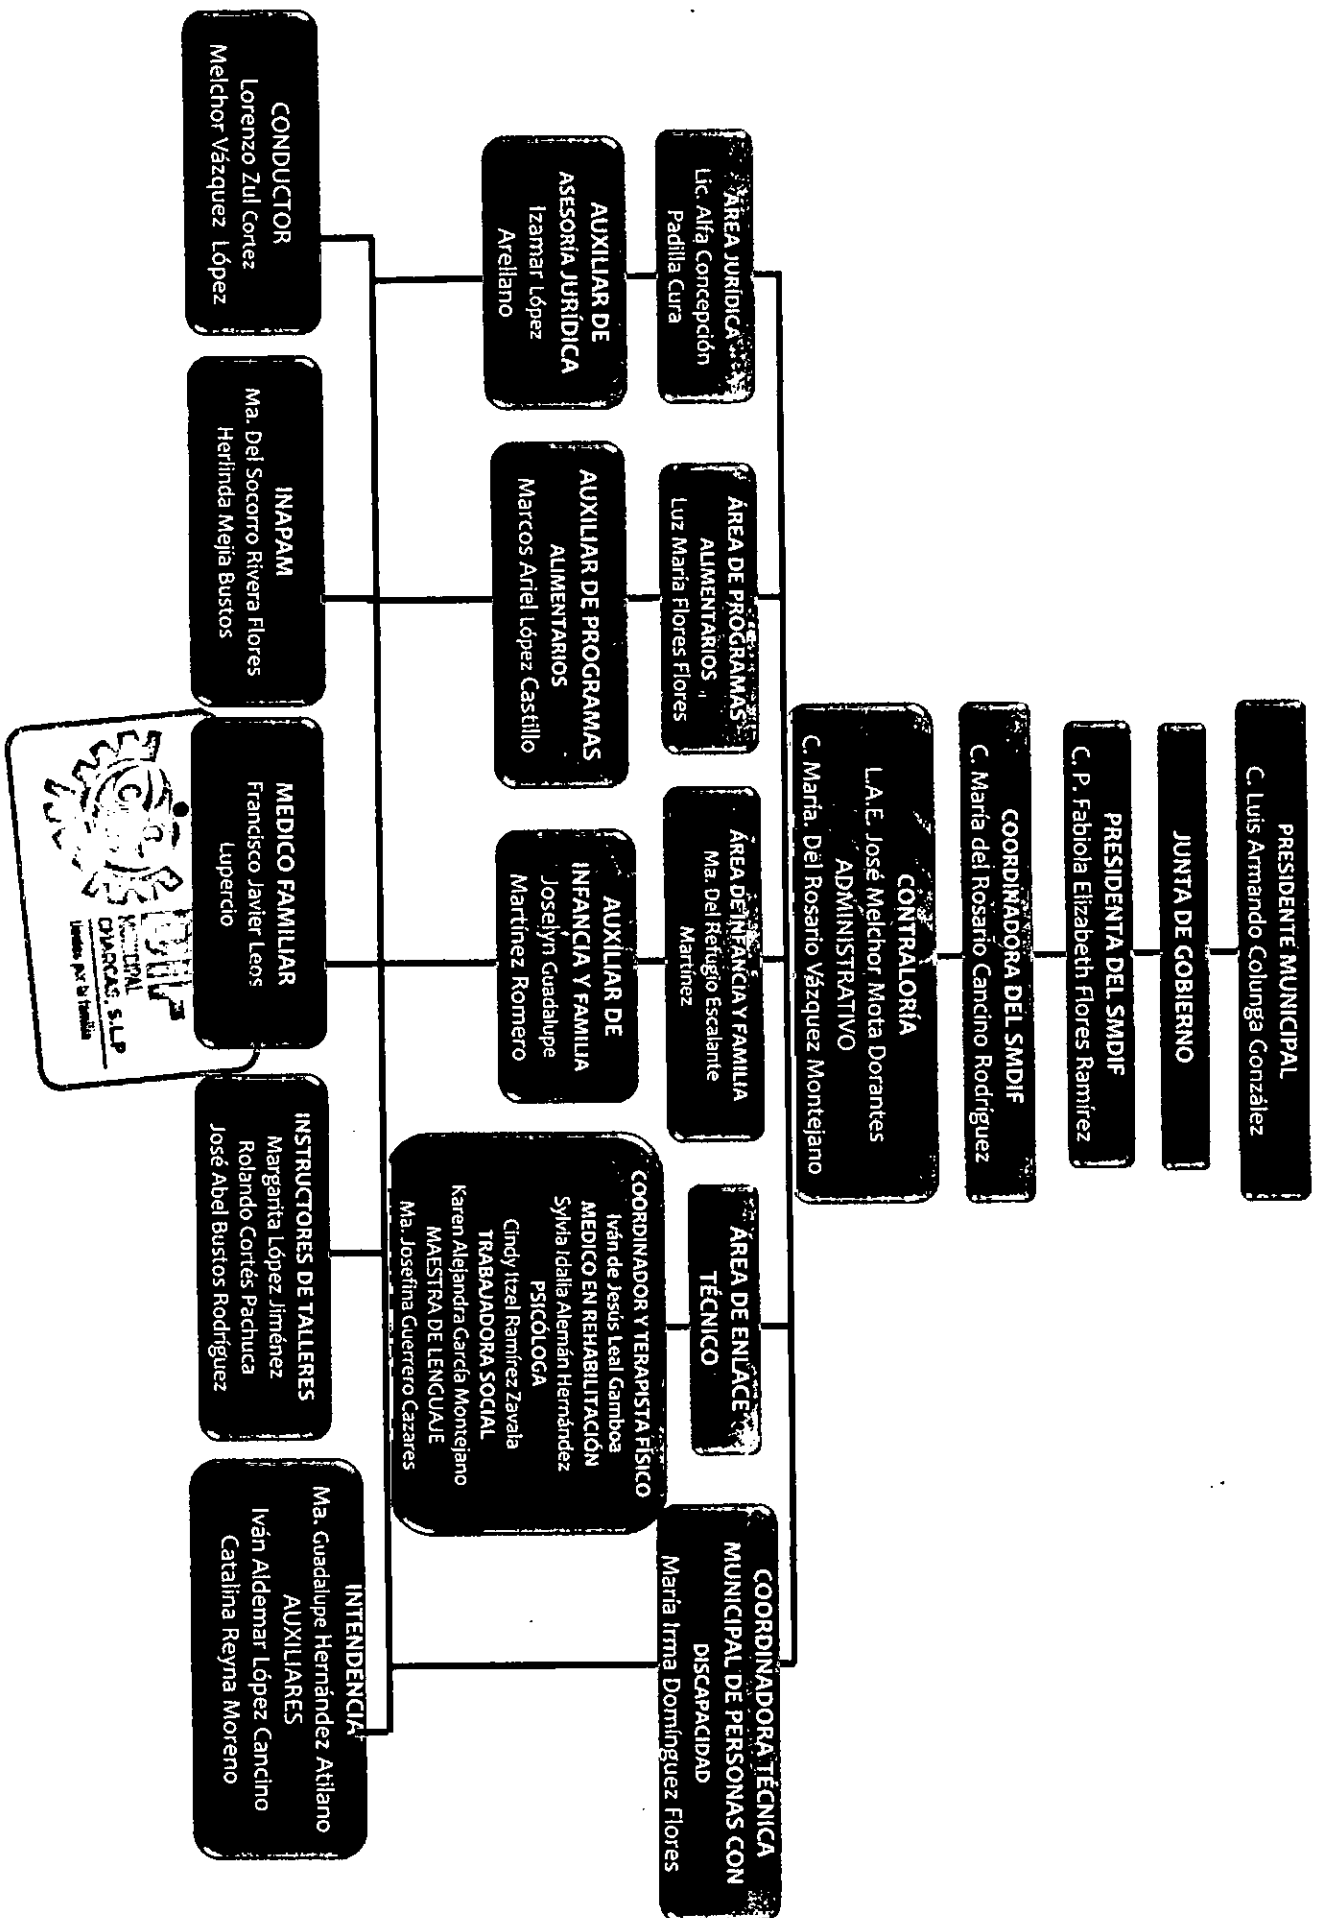 PRESIDENTE MUNICIPAL
C. Luis Armando Colunga González
JUNTA DE GOBIERNO
PRESIDENTA DEL SMDIF
C. P. Fabiola Elizabeth Flores Ramírez
COORDINADORA DEL SMDIF
C. María del Rosario Cancino Rodríguez
CONTRALORÍA
L.A.E. José Melchor Mota Dorantes
ADMINISTRATIVO
C. María. Del Rosario Vázquez Montejano
ÁREA JURÍDICA
Lic. Alfa Concepción
Padilla Cura
ÁREA DE PROGRAMAS
ALIMENTARIOS
Luz María Flores Flores
ÁREA DE INFANCIA Y FAMILIA
Ma. Del Refugio Escalante
Martínez
ÁREA DE ENLACE
TÉCNICO
COORDINADORA TÉCNICA
MUNICIPAL DE PERSONAS CON
DISCAPACIDAD
María Irma Domínguez Flores
AUXILIAR DE
ASESORÍA JURÍDICA
Izamar López
Arellano
AUXILIAR DE PROGRAMAS
ALIMENTARIOS
Marcos Ariel López Castillo
AUXILIAR DE
INFANCIA Y FAMILIA
Joselyn Guadalupe
Martínez Romero
COORDINADOR Y TERAPISTA FÍSICO
Iván de Jesús Leal Gamboa
MEDICO EN REHABILITACIÓN
Sylvia Idalia Alemán Hernández
PSICÓLOGA
Cindy Itzel Ramírez Zavala
TRABAJADORA SOCIAL
Karen Alejandra García Montejano
MAESTRA DE LENGUAJE
Ma. Josefina Guerrero Cazares
CONDUCTOR
Lorenzo Zul Cortez
Melchor Vázquez López
INAPAM
Ma. Del Socorro Rivera Flores
Herlinda Mejía Bustos
MEDICO FAMILIAR
Francisco Javier Leos
Lupercio
INSTRUCTORES DE TALLERES
Margarita López Jiménez
Rolando Cortés Pachuca
José Abel Bustos Rodríguez
INTENDENCIA
Ma. Guadalupe Hernández Atilano
AUXILIARES
Iván Aldemar López Cancino
Catalina Reyna Moreno
DIF
MUNICIPAL
CHARCAS, S.L.P
Unidos por la familia